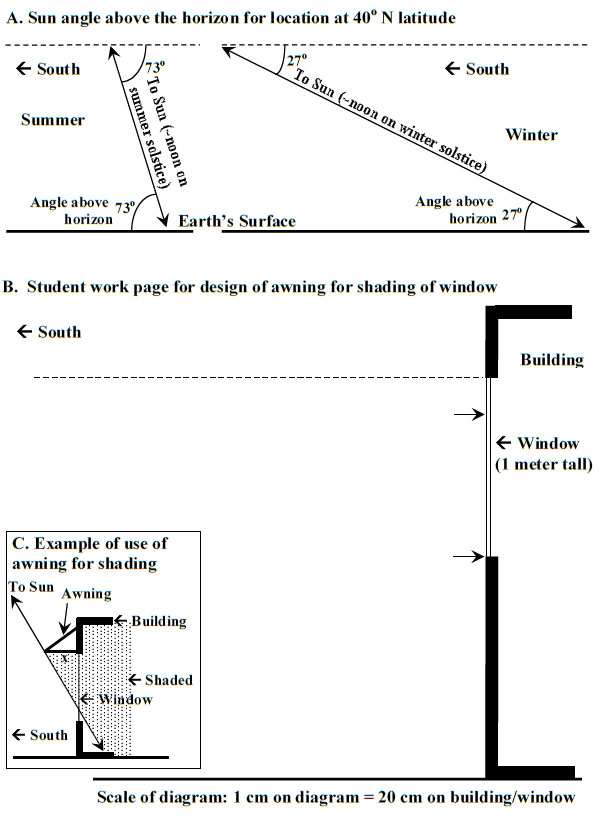 A. Sun angle above the horizon for location at 40° N latitude
← South
73°
To Sun (~noon on
summer solstice)
Summer
Angle above
horizon
73°
Earth's Surface
27°
To Sun (~noon on winter solstice)
← South
Winter
Angle above
horizon
27°
B. Student work page for design of awning for shading of window
← South
Building
← Window
(1 meter tall)
C. Example of use of
awning for shading
To Sun
Awning
← Building
x
← Shaded
← Window
← South
Scale of diagram: 1 cm on diagram = 20 cm on building/window